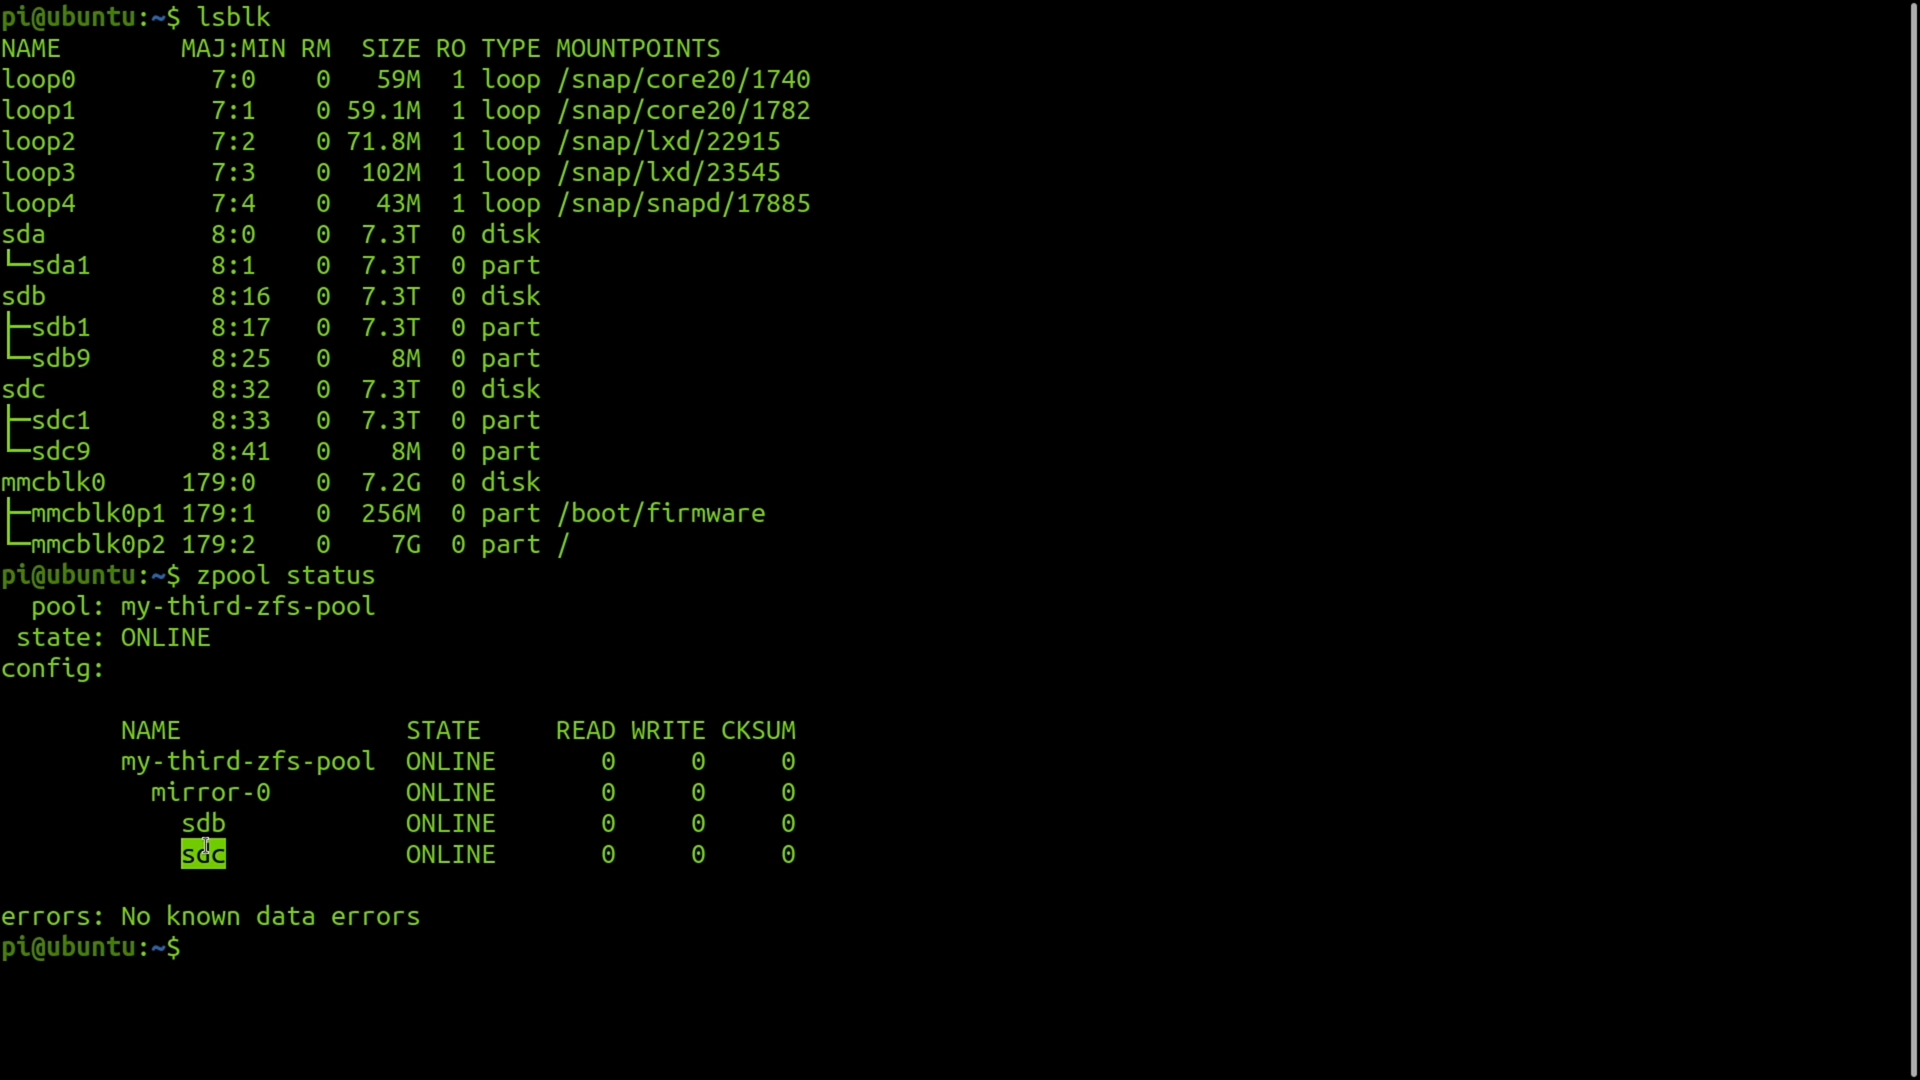 pi@ubuntu:~$ lsblk
NAME        MAJ:MIN RM  SIZE RO TYPE MOUNTPOINTS
loop0         7:0    0   59M  1 loop /snap/core20/1740
loop1         7:1    0 59.1M  1 loop /snap/core20/1782
loop2         7:2    0 71.8M  1 loop /snap/lxd/22915
loop3         7:3    0  102M  1 loop /snap/lxd/23545
loop4         7:4    0   43M  1 loop /snap/snapd/17885
sda           8:0    0  7.3T  0 disk
└─sda1        8:1    0  7.3T  0 part
sdb           8:16   0  7.3T  0 disk
├─sdb1        8:17   0  7.3T  0 part
└─sdb9        8:25   0    8M  0 part
sdc           8:32   0  7.3T  0 disk
├─sdc1        8:33   0  7.3T  0 part
└─sdc9        8:41   0    8M  0 part
mmcblk0     179:0    0  7.2G  0 disk
├─mmcblk0p1 179:1    0  256M  0 part /boot/firmware
└─mmcblk0p2 179:2    0    7G  0 part /
pi@ubuntu:~$ zpool status
  pool: my-third-zfs-pool
 state: ONLINE
config:
        NAME               STATE     READ WRITE CKSUM
        my-third-zfs-pool  ONLINE       0     0     0
          mirror-0         ONLINE       0     0     0
            sdb            ONLINE       0     0     0
            sdc            ONLINE       0     0     0
errors: No known data errors
pi@ubuntu:~$